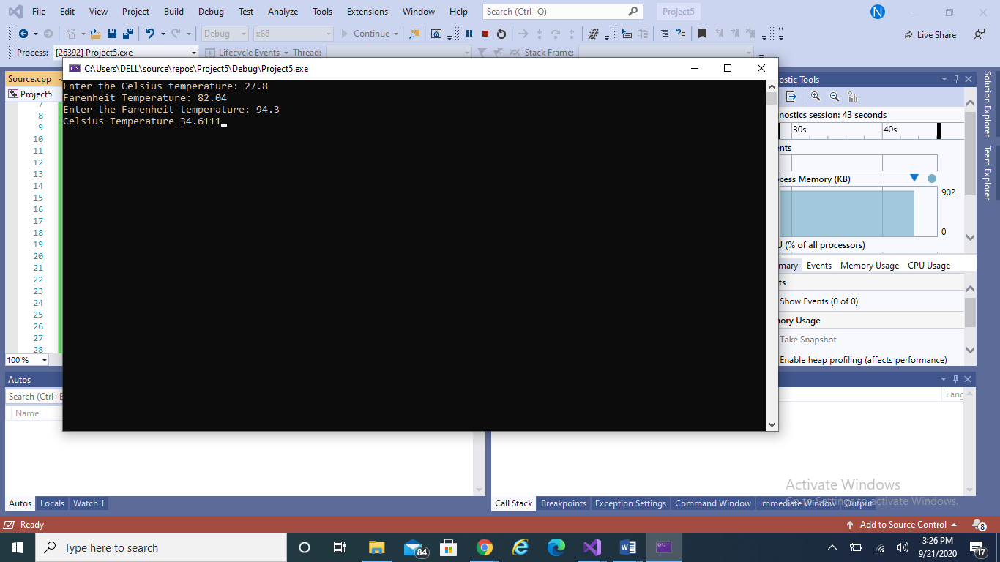 File Edit View Project Build Debug Test Analyze Tools Extensions Window Help Search (Ctrl+Q) Project5 N
Debug x86 Continue Live Share
Process: [26392] Project5.exe Lifecycle Events Thread: Stack Frame:
C:\Users\DELL\source\repos\Project5\Debug\Project5.exe
Enter the Celsius temperature: 27.8
Farenheit Temperature: 82.04
Enter the Farenheit temperature: 94.3
Celsius Temperature 34.6111
Source.cpp
Project5
7
8
9
10
11
12
13
14
15
16
17
18
19
20
21
22
23
24
25
26
27
28
100 %
ostic Tools
nostics session: 43 seconds
30s 40s
ents
cess Memory (KB)
902
0
U (% of all processors)
mary Events Memory Usage CPU Usage
ts
Show Events (0 of 0)
ory Usage
Take Snapshot
Enable heap profiling (affects performance)
Solution Explorer
Team Explorer
Autos
Search (Ctrl+E
Name
Lang
Autos Locals Watch 1
Call Stack Breakpoints Exception Settings Command Window Immediate Window Output
Activate Windows
Go to Settings to activate Windows.
Ready Add to Source Control 8
Type here to search 84 3:26 PM
9/21/2020 17